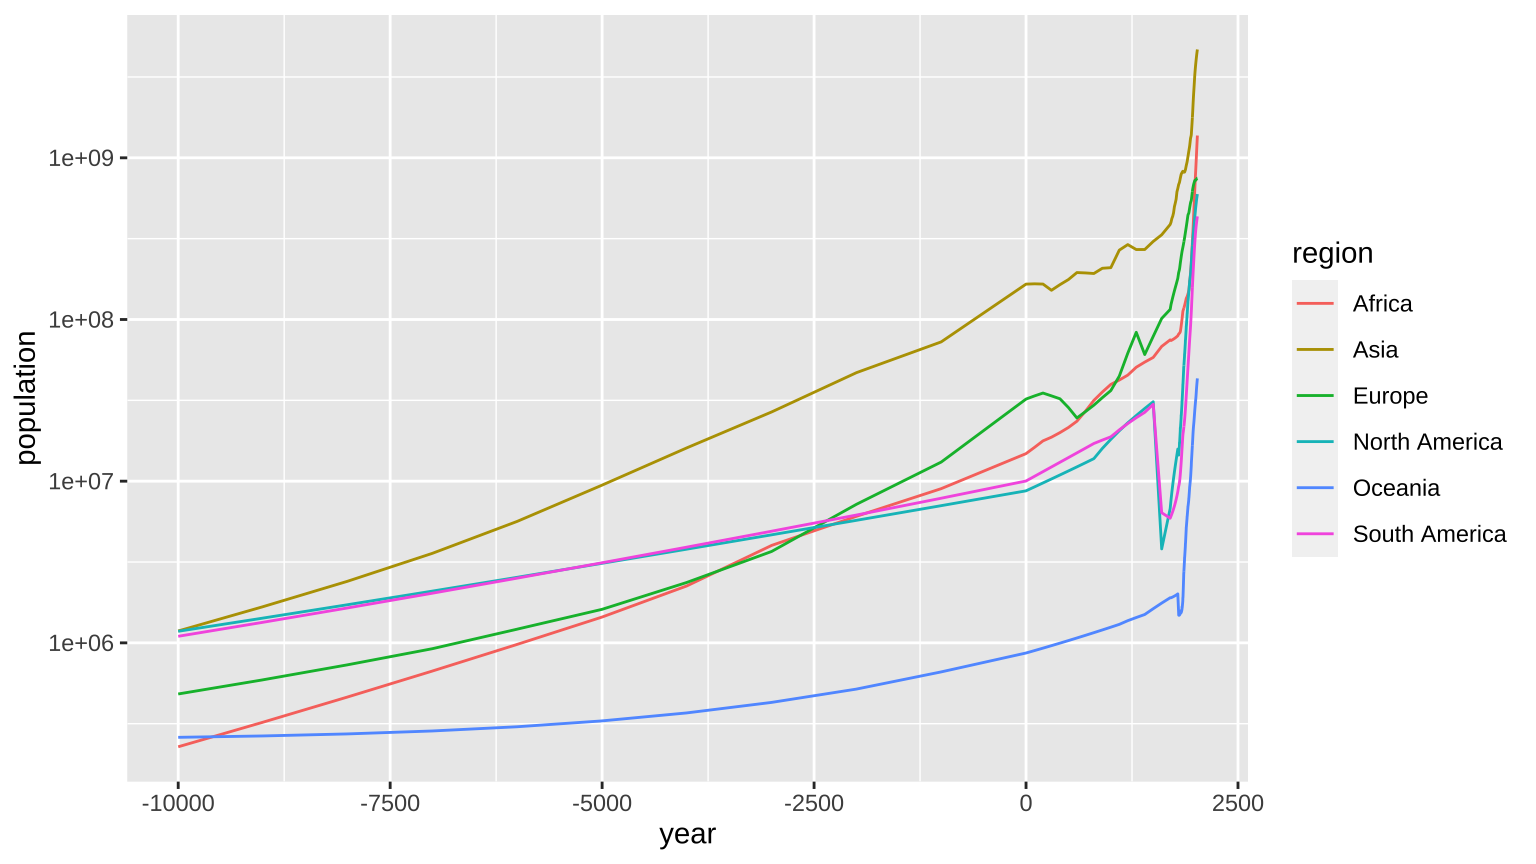 population
1e+09
1e+08
1e+07
1e+06
-10000
-7500
-5000
-2500
0
2500
year
region
Africa
Asia
Europe
North America
Oceania
South America